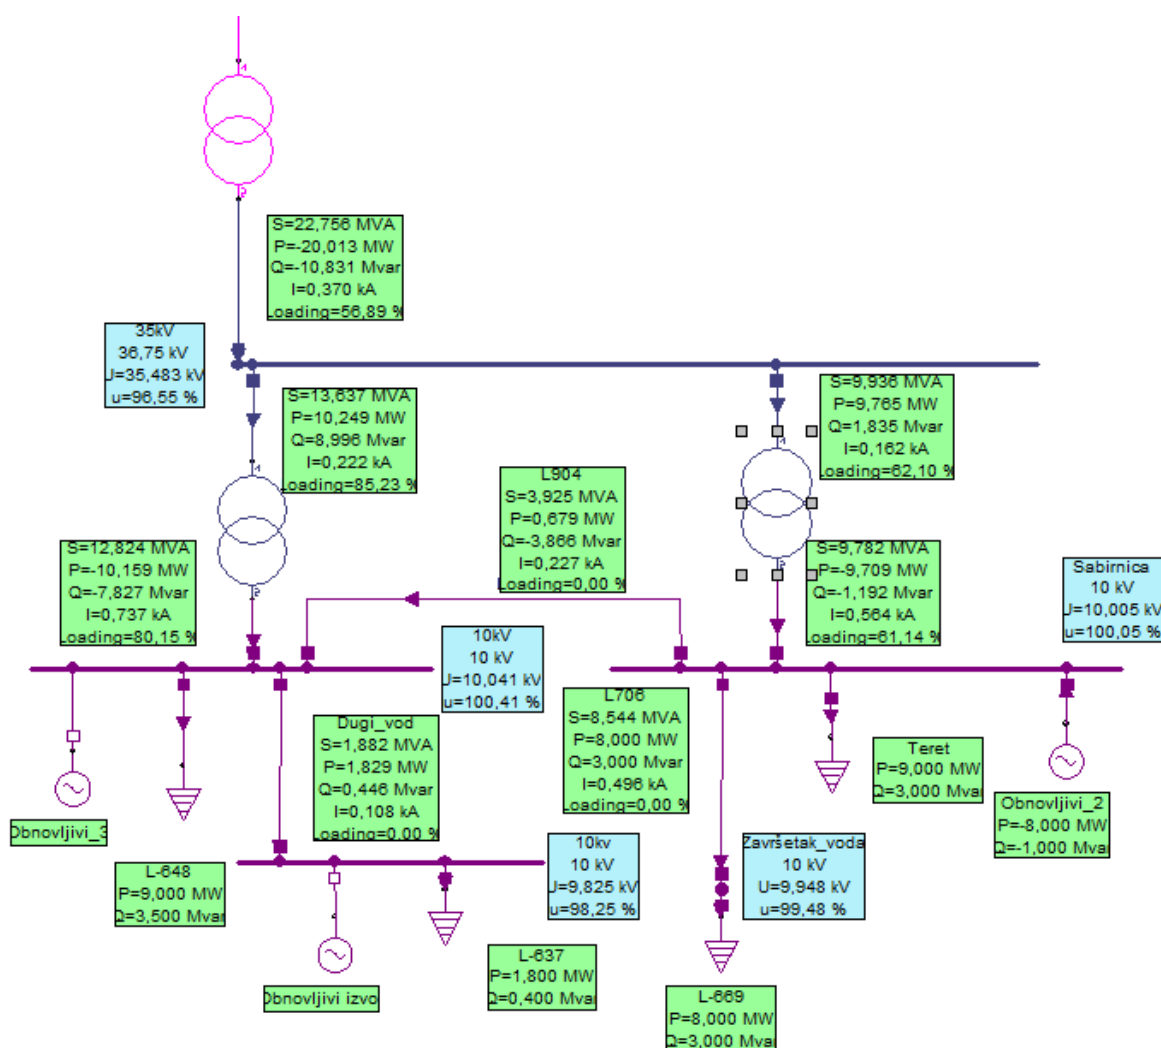 1
2
S=22,756 MVA
P=-20,013 MW
Q=-10,831 Mvar
I=0,370 kA
Loading=56,89 %
35kV
36,75 kV
U=35,483 kV
u=96,55 %
S=13,637 MVA
P=10,249 MW
Q=8,996 Mvar
I=0,222 kA
Loading=85,23 %
S=9,936 MVA
P=9,765 MW
Q=1,835 Mvar
I=0,162 kA
Loading=62,10 %
1
1
L904
S=3,925 MVA
P=0,679 MW
Q=-3,866 Mvar
I=0,227 kA
Loading=0,00 %
S=12,824 MVA
P=-10,159 MW
Q=-7,827 Mvar
I=0,737 kA
Loading=80,15 %
2
S=9,782 MVA
P=-9,709 MW
Q=-1,192 Mvar
I=0,564 kA
Loading=61,14 %
2
Sabirnica
10 kV
U=10,005 kV
u=100,05 %
10kV
10 kV
U=10,041 kV
u=100,41 %
L706
S=8,544 MVA
P=8,000 MW
Q=3,000 Mvar
I=0,496 kA
Loading=0,00 %
Dugi_vod
S=1,882 MVA
P=1,829 MW
Q=0,446 Mvar
I=0,108 kA
Loading=0,00 %
Teret
P=9,000 MW
Q=3,000 Mvar
Obnovljivi_2
P=-8,000 MW
Q=-1,000 Mvar
Obnovljivi_3
L-648
P=9,000 MW
Q=3,500 Mvar
10kv
10 kV
U=9,825 kV
u=98,25 %
Završetak_voda
10 kV
U=9,948 kV
u=99,48 %
Obnovljivi izvo
L-637
P=1,800 MW
Q=0,400 Mvar
L-669
P=8,000 MW
Q=3,000 Mvar